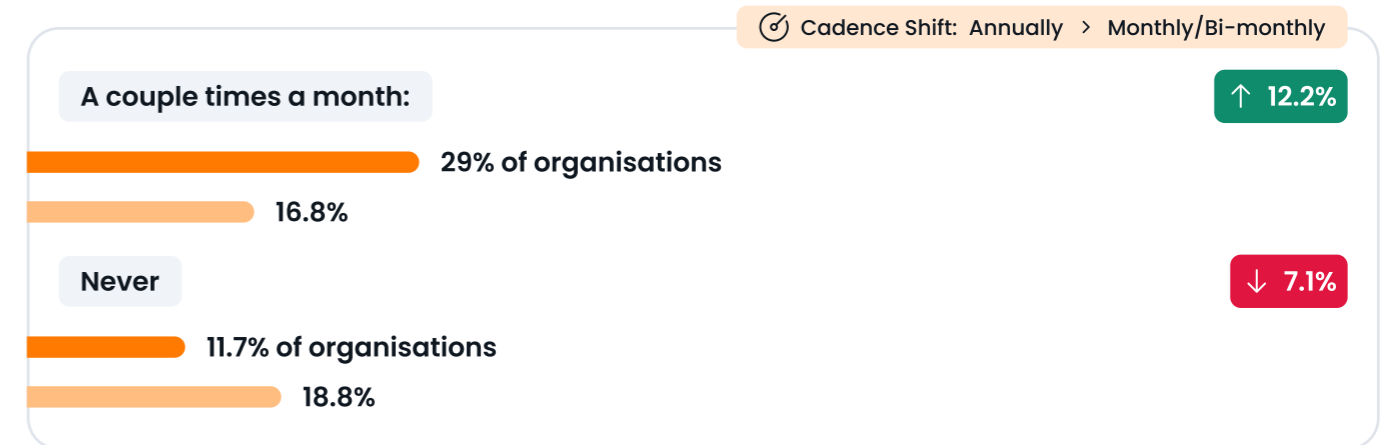 Cadence Shift: Annually > Monthly/Bi-monthly
A couple times a month:
↑ 12.2%
29% of organisations
16.8%
Never
↓ 7.1%
11.7% of organisations
18.8%